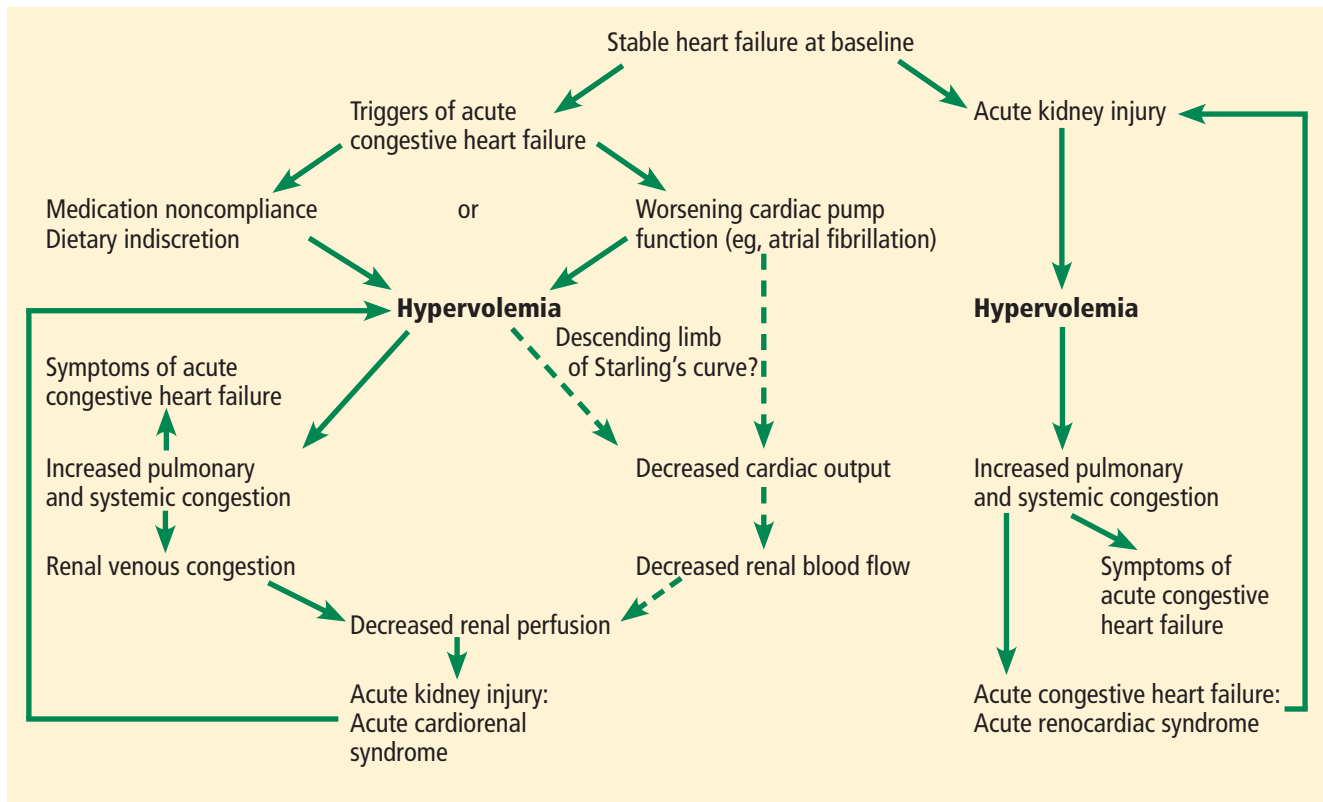 Stable heart failure at baseline
Triggers of acute
congestive heart failure
Acute kidney injury
Medication noncompliance
Dietary indiscretion
or
Worsening cardiac pump
function (eg, atrial fibrillation)
Hypervolemia
Hypervolemia
Descending limb
of Starling’s curve?
Symptoms of acute
congestive heart failure
Increased pulmonary
and systemic congestion
Decreased cardiac output
Increased pulmonary
and systemic congestion
Renal venous congestion
Decreased renal blood flow
Symptoms of
acute congestive
heart failure
Decreased renal perfusion
Acute kidney injury:
Acute cardiorenal
syndrome
Acute congestive heart failure:
Acute renocardiac syndrome